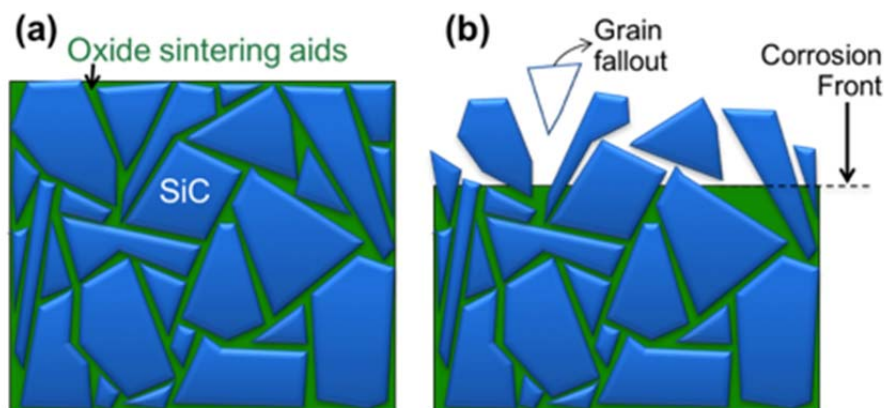 (a)
Oxide sintering aids
SiC
(b)
Grain
fallout
Corrosion
Front